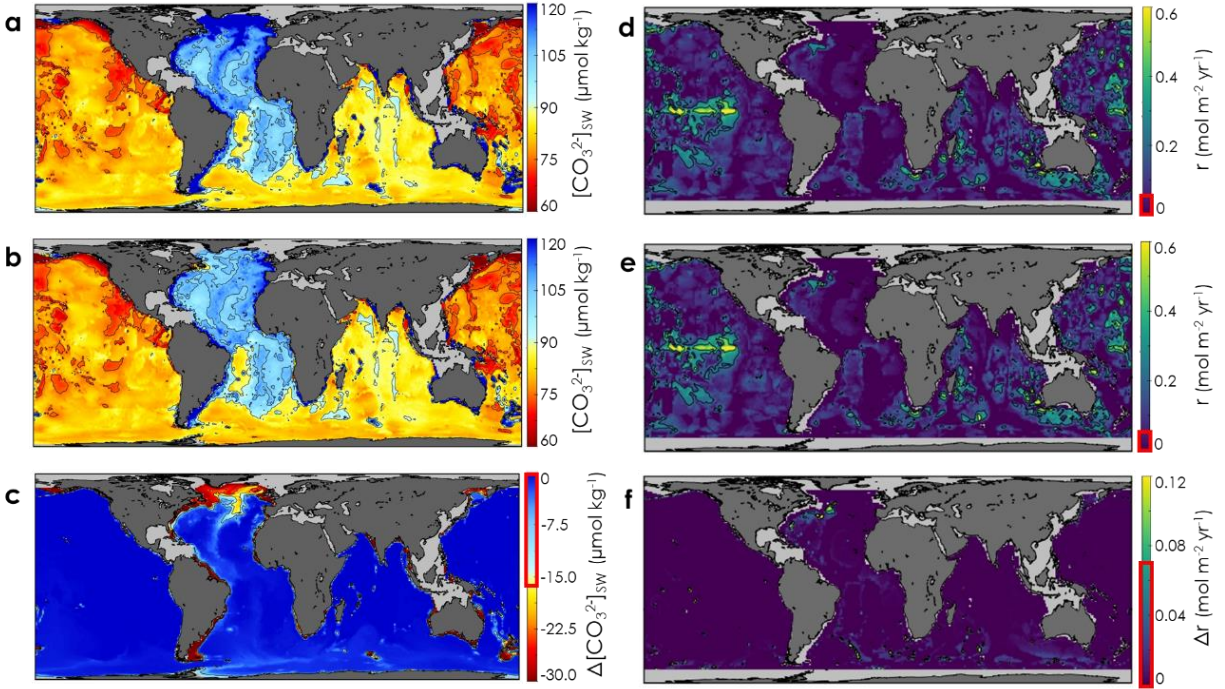 a
120
105
90
75
60
[CO₃²⁻]SW (µmol kg⁻¹)
d
0.6
0.4
0.2
0
r (mol m⁻² yr⁻¹)
b
120
105
90
75
60
[CO₃²⁻]SW (µmol kg⁻¹)
e
0.6
0.4
0.2
0
r (mol m⁻² yr⁻¹)
c
0
-7.5
-15.0
-22.5
-30.0
Δ[CO₃²⁻]SW (µmol kg⁻¹)
f
0.12
0.08
0.04
0
Δr (mol m⁻² yr⁻¹)